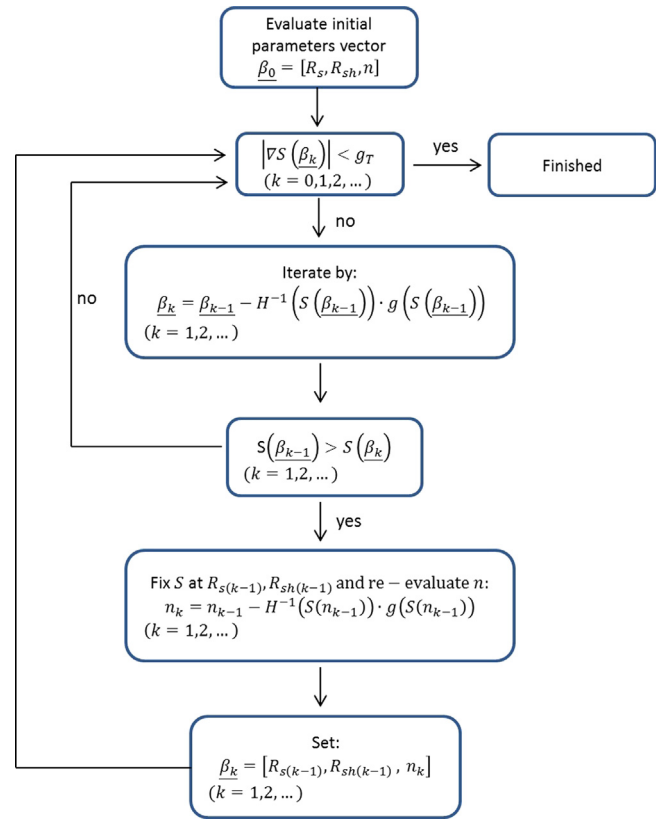 Evaluate initial
parameters vector
β₀ = [Rₛ, Rₛₕ, n]
|∇S (βₖ)| < g_T
(k = 0,1,2, …)
yes
Finished
no
Iterate by:
βₖ = βₖ₋₁ − H⁻¹ (S (βₖ₋₁)) · g (S (βₖ₋₁))
(k = 1,2, …)
no
S(βₖ₋₁) > S (βₖ)
(k = 1,2, …)
yes
Fix S at Rₛ₍ₖ₋₁₎, Rₛₕ₍ₖ₋₁₎ and re − evaluate n:
nₖ = nₖ₋₁ − H⁻¹(S(nₖ₋₁)) · g(S(nₖ₋₁))
(k = 1,2, …)
Set:
βₖ = [Rₛ₍ₖ₋₁₎, Rₛₕ₍ₖ₋₁₎ , nₖ]
(k = 1,2, …)